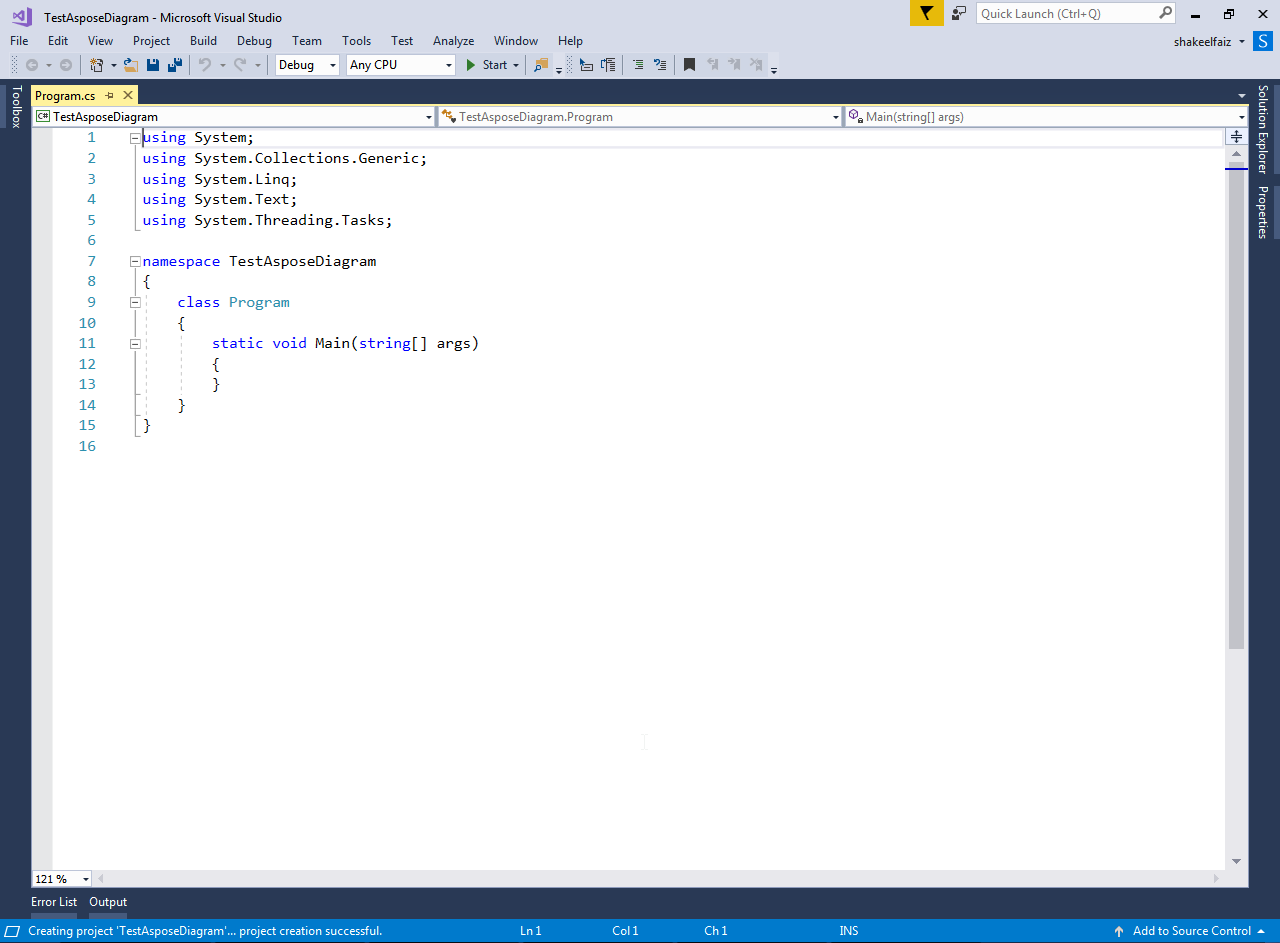 TestAsposeDiagram - Microsoft Visual Studio
Quick Launch (Ctrl+Q)
File Edit View Project Build Debug Team Tools Test Analyze Window Help
shakeelfaiz
S
Debug Any CPU Start
Toolbox
Program.cs
TestAsposeDiagram TestAsposeDiagram.Program Main(string[] args)
Solution Explorer
Properties
1 using System;
2 using System.Collections.Generic;
3 using System.Linq;
4 using System.Text;
5 using System.Threading.Tasks;
6
7 namespace TestAsposeDiagram
8 {
9 class Program
10 {
11 static void Main(string[] args)
12 {
13 }
14 }
15 }
16
121 %
Error List Output
Creating project 'TestAsposeDiagram'... project creation successful. Ln 1 Col 1 Ch 1 INS Add to Source Control